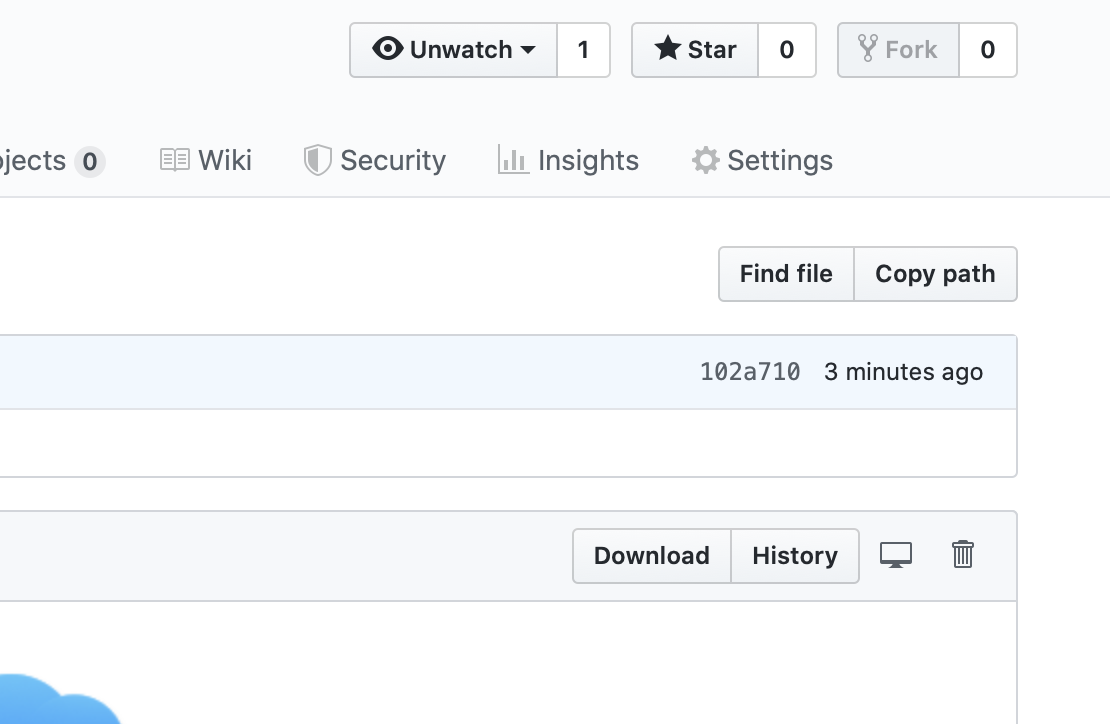 Unwatch 1 Star 0 Fork 0
jects 0 Wiki Security Insights Settings
Find file Copy path
102a710 3 minutes ago
Download History